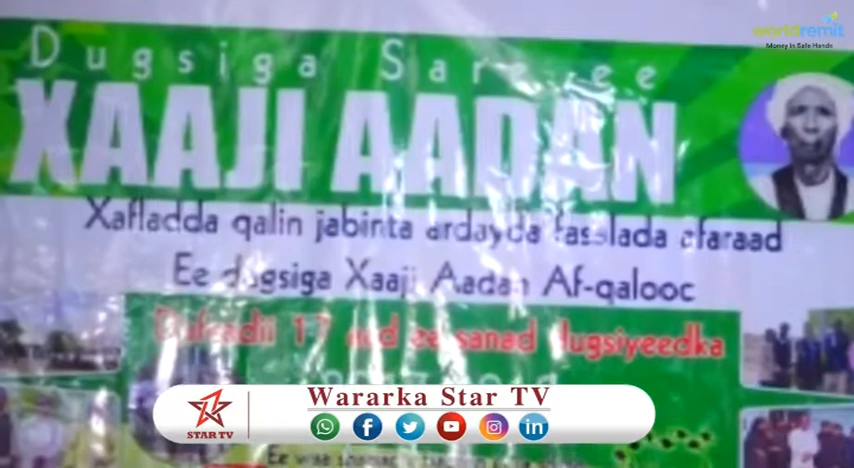 worldremit
Money in Safe Hands
Dugsiga Sare ee
XAAJI AADAN
Xafladda qalin jabinta ardayda fasalada afaraad
Ee dugsiga Xaaji Aadan Af-qalooc
Dufcadii 17 aad ee sanad dugsiyeedka
Wararka Star TV
STAR TV